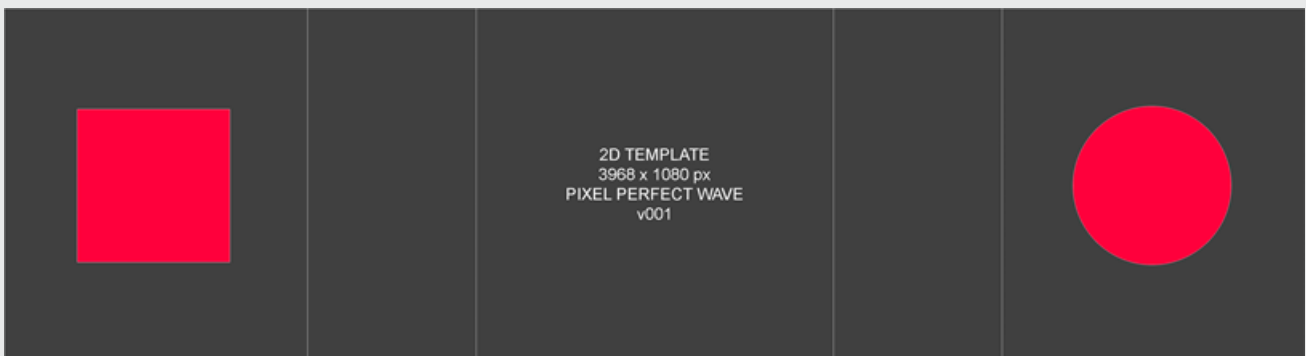 2D TEMPLATE
3968 x 1080 px
PIXEL PERFECT WAVE
v001